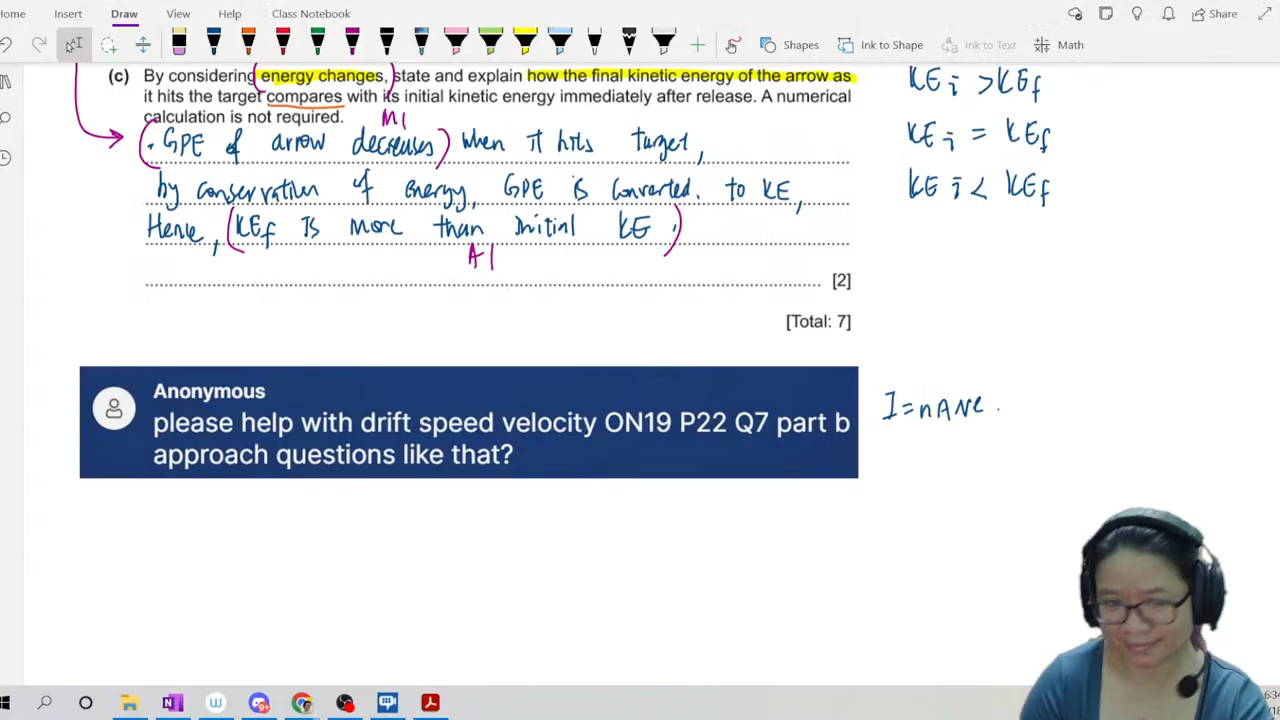 Home Insert Draw View Help Class Notebook Share
Shapes Ink to Shape Ink to Text Math
(c) By considering energy changes, state and explain how the final kinetic energy of the arrow as
it hits the target compares with its initial kinetic energy immediately after release. A numerical
calculation is not required.
M1
(. GPE of arrow decreases) when it hits target,
by conservation of energy, GPE is converted. to KE,
Hence, (KEf is more than initial KE.)
A1
[2]
[Total: 7]
KEi > KEf
KEi = KEf
KEi < KEf
Anonymous
please help with drift speed velocity ON19 P22 Q7 part b
approach questions like that?
I = nAve.